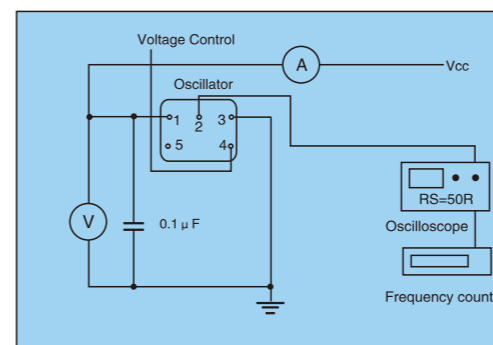 Voltage Control
A
Vcc
Oscillator
1
2
3
5
4
V
0.1 µ F
RS=50R
Oscilloscope
Frequency count